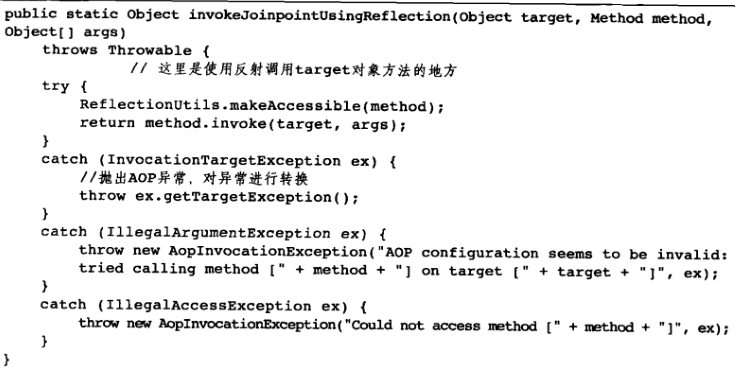 public static Object invokeJoinpointUsingReflection(Object target, Method method,
Object[] args)
    throws Throwable {
            // 这里是使用反射调用target对象方法的地方
    try {
        ReflectionUtils.makeAccessible(method);
        return method.invoke(target, args);
    }
    catch (InvocationTargetException ex) {
        //抛出AOP异常，对异常进行转换
        throw ex.getTargetException();
    }
    catch (IllegalArgumentException ex) {
        throw new AopInvocationException("AOP configuration seems to be invalid:
        tried calling method [" + method + "] on target [" + target + "]", ex);
    }
    catch (IllegalAccessException ex) {
        throw new AopInvocationException("Could not access method [" + method + "]", ex);
    }
}